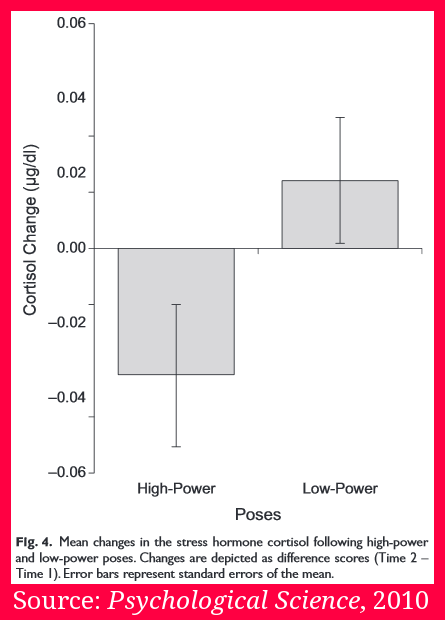 0.06
0.04
0.02
0.00
–0.02
–0.04
–0.06
Cortisol Change (µg/dl)
High-Power Low-Power
Poses
Fig. 4. Mean changes in the stress hormone cortisol following high-power
and low-power poses. Changes are depicted as difference scores (Time 2 –
Time 1). Error bars represent standard errors of the mean.
Source: Psychological Science, 2010